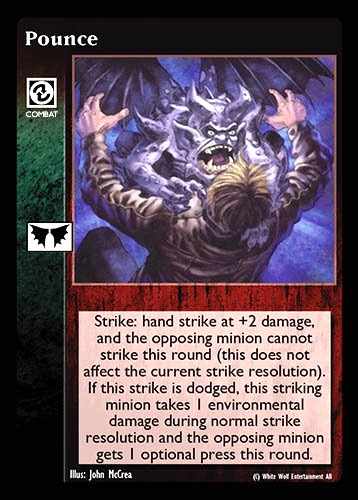 Pounce
COMBAT
Strike: hand strike at +2 damage,
and the opposing minion cannot
strike this round (this does not
affect the current strike resolution).
If this strike is dodged, this striking
minion takes 1 environmental
damage during normal strike
resolution and the opposing minion
gets 1 optional press this round.
Illus: John McCrea
(C) White Wolf Entertainment AB